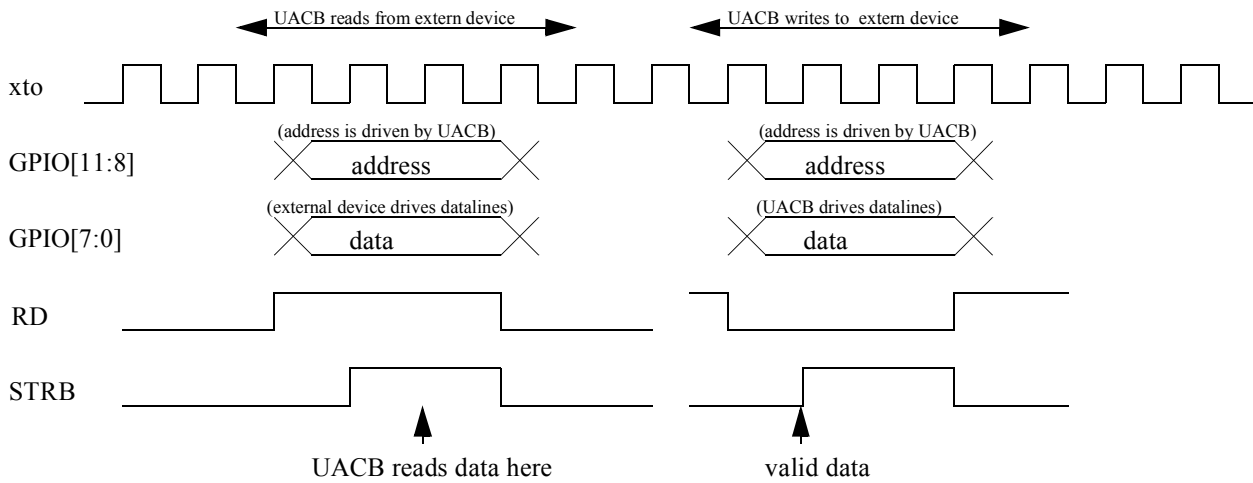 UACB reads from extern device
UACB writes to  extern device
xto
(address is driven by UACB)
(address is driven by UACB)
GPIO[11:8]
address
address
(external device drives datalines)
(UACB drives datalines)
GPIO[7:0]
data
data
RD
STRB
UACB reads data here
valid data